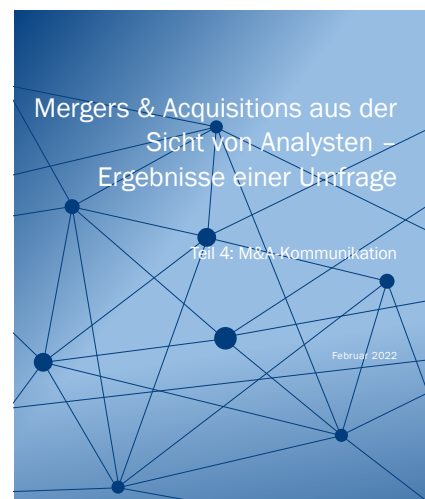 Mergers & Acquisitions aus der
Sicht von Analysten –
Ergebnisse einer Umfrage
Teil 4: M&A-Kommunikation
Februar 2022